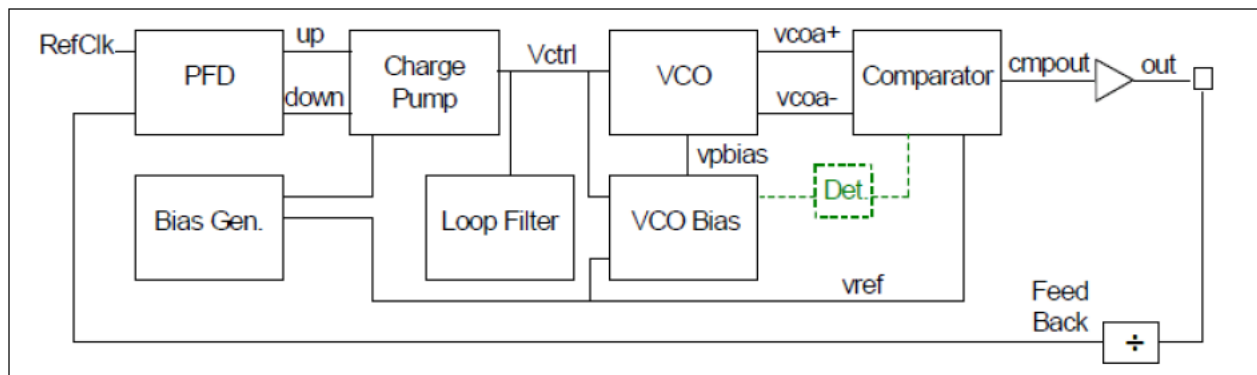 RefClk
PFD
up
down
Charge
Pump
Vctrl
VCO
vcoa+
vcoa-
Comparator
cmpout
out
vpbias
Bias Gen.
Loop Filter
VCO Bias
Det.
vref
Feed
Back
÷